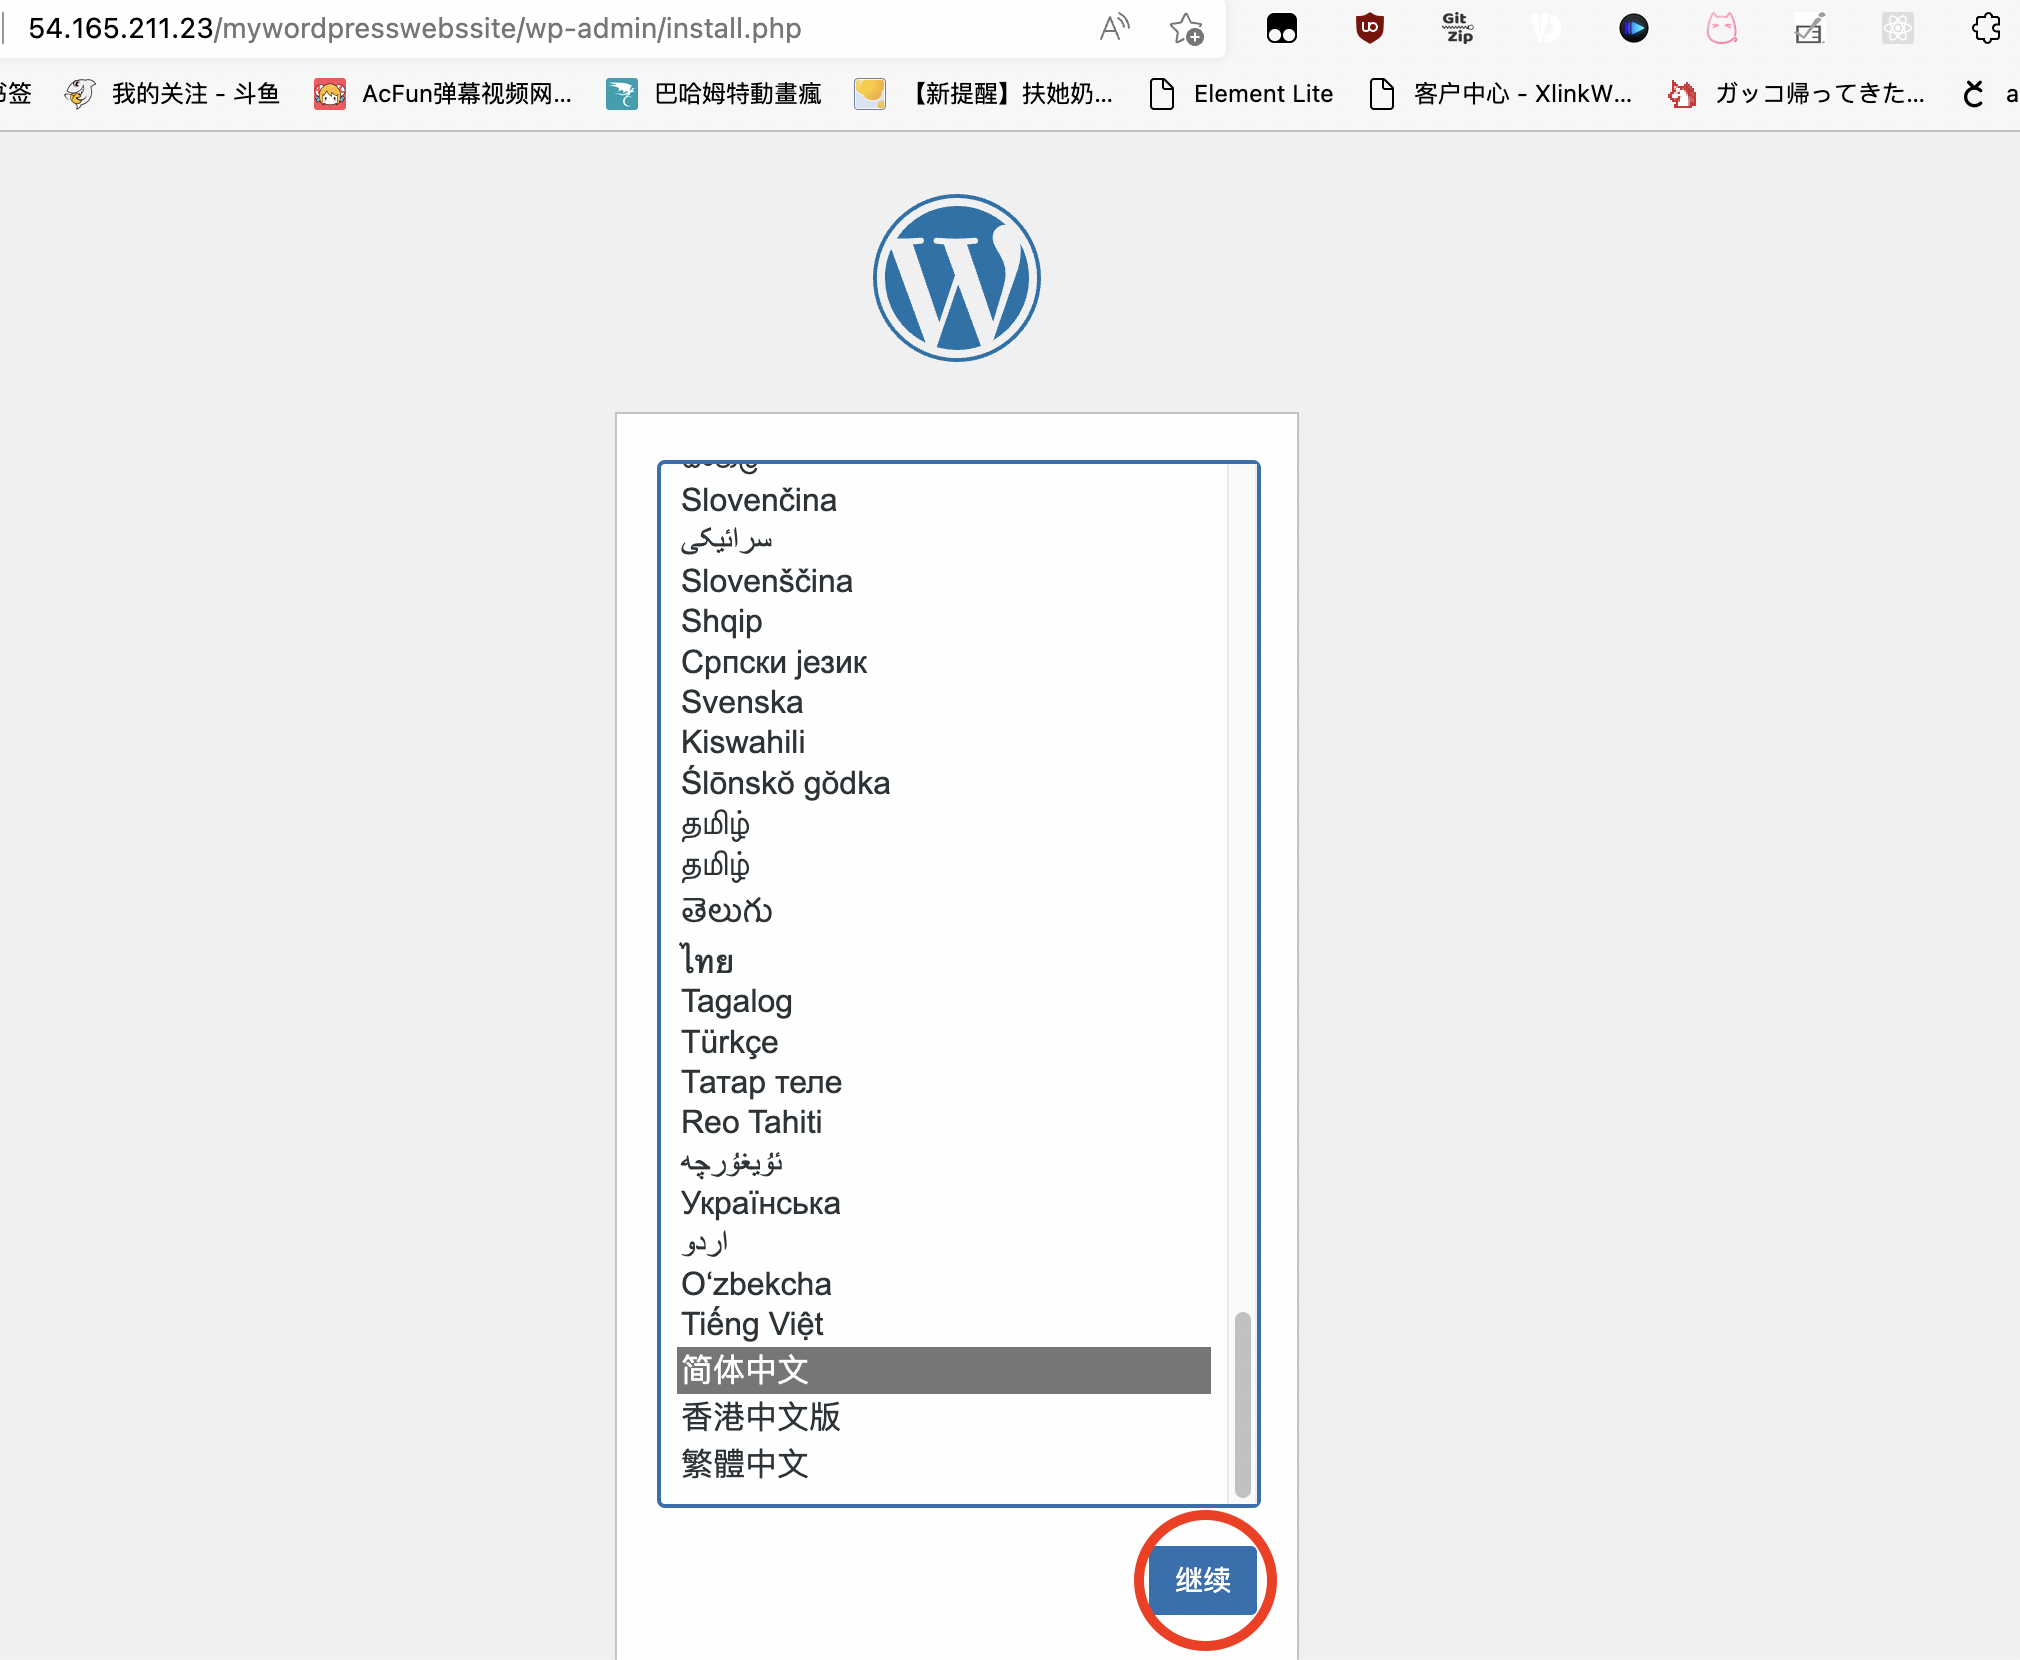 54.165.211.23/mywordpresswebssite/wp-admin/install.php
Git Zip
书签 我的关注 - 斗鱼 AcFun弹幕视频网... 巴哈姆特動畫瘋 【新提醒】扶她奶... Element Lite 客户中心 - XlinkW... ガッコ帰ってきた... a
Slovenčina
سرائیکی
Slovenščina
Shqip
Српски језик
Svenska
Kiswahili
Ślōnskŏ gŏdka
தமிழ்
தமிழ்
తెలుగు
ไทย
Tagalog
Türkçe
Татар теле
Reo Tahiti
ئۇيغۇرچە
Українська
اردو
O‘zbekcha
Tiếng Việt
简体中文
香港中文版
繁體中文
继续